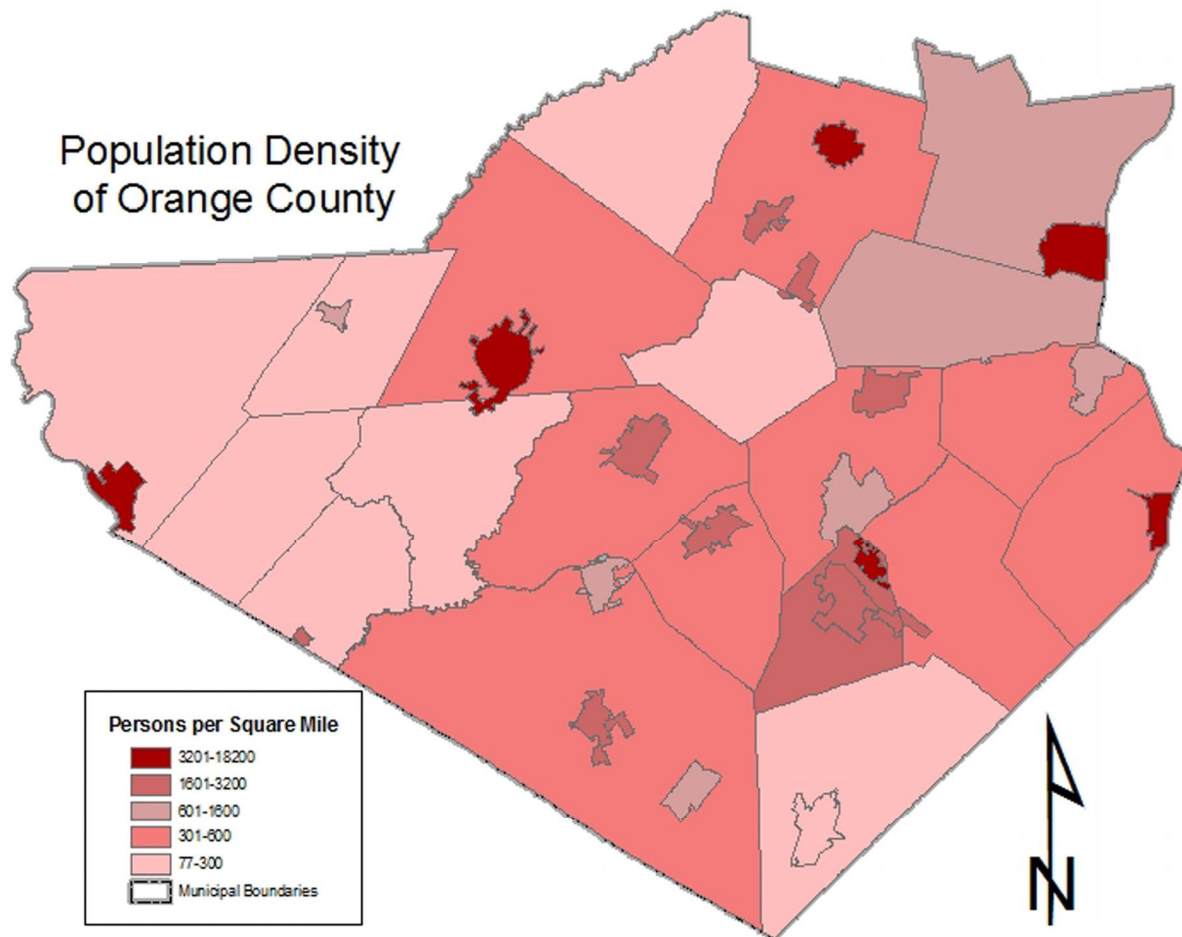 Population Density
of Orange County
Persons per Square Mile
3201-18200
1601-3200
601-1600
301-600
77-300
Municipal Boundaries
N